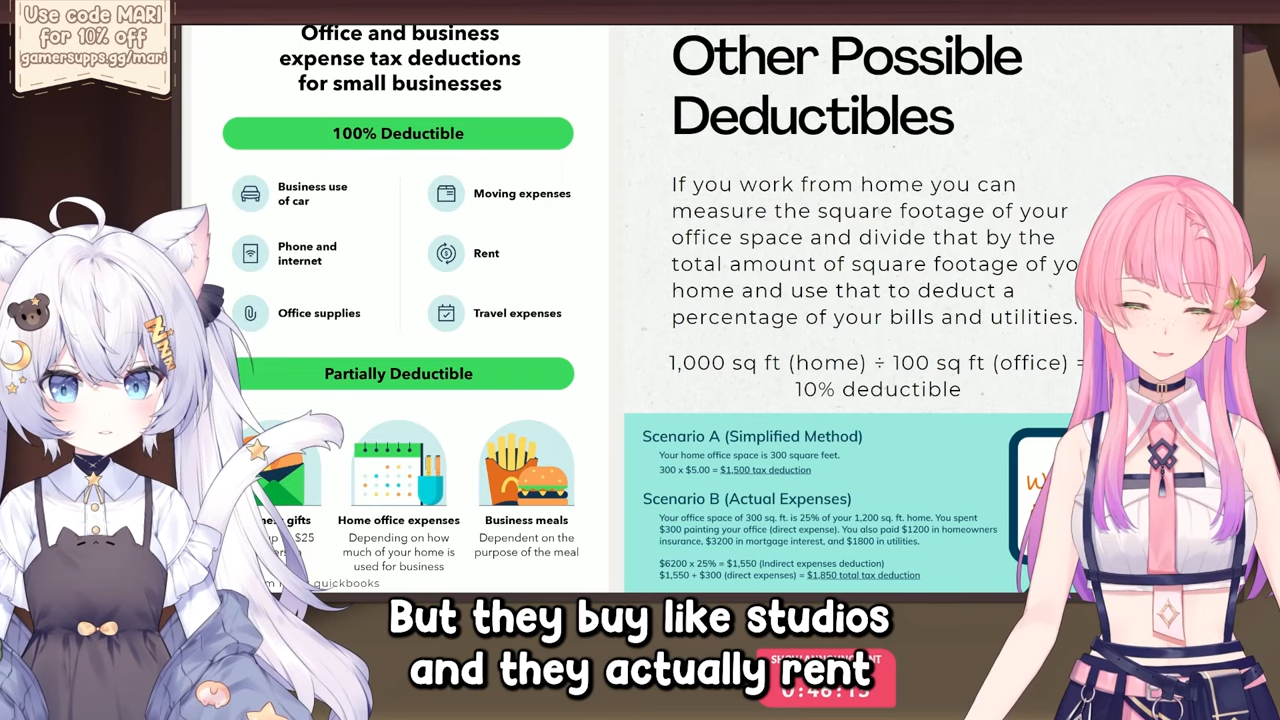 Use code MARI
for 10% off
gamersupps.gg/mari
Office and business
expense tax deductions
for small businesses
100% Deductible
Business use
of car
Moving expenses
Phone and
internet
Rent
Office supplies
Travel expenses
Partially Deductible
gifts
$25
Home office expenses
Depending on how
much of your home is
used for business
Business meals
Dependent on the
purpose of the meal
quickbooks
Other Possible
Deductibles
If you work from home you can
measure the square footage of your
office space and divide that by the
total amount of square footage of yo
home and use that to deduct a
percentage of your bills and utilities.
1,000 sq ft (home) ÷ 100 sq ft (office) =
10% deductible
Scenario A (Simplified Method)
Your home office space is 300 square feet.
300 x $5.00 = $1,500 tax deduction
Scenario B (Actual Expenses)
Your office space of 300 sq. ft. is 25% of your 1,200 sq. ft. home. You spent
$300 painting your office (direct expense). You also paid $1200 in homeowners
insurance, $3200 in mortgage interest, and $1800 in utilities.
$6200 x 25% = $1,550 (Indirect expenses deduction)
$1,550 + $300 (direct expenses) = $1,850 total tax deduction
But they buy like studios
and they actually rent